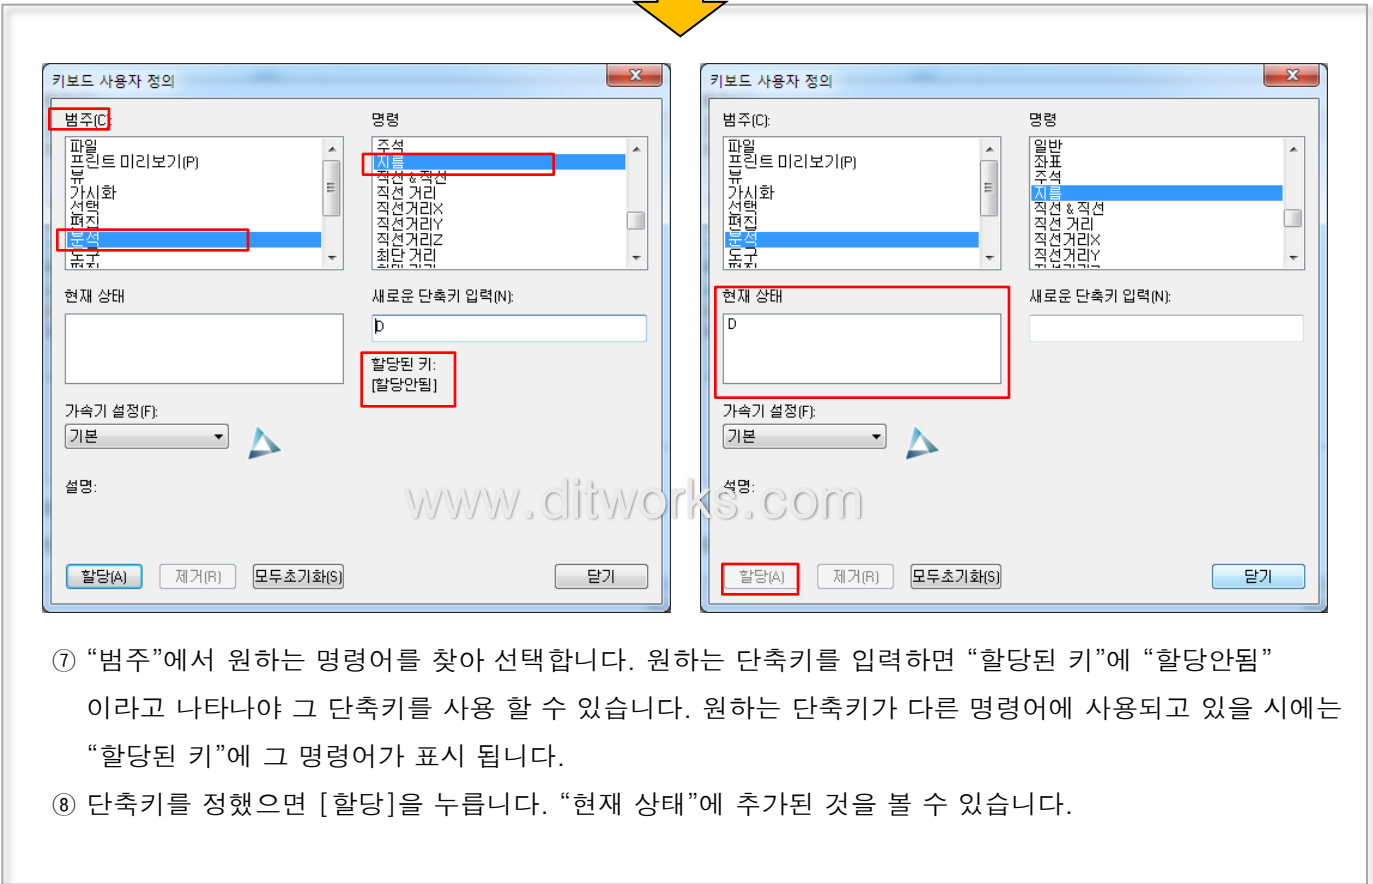 키보드 사용자 정의
범주(C):
파일
프린트 미리보기(P)
뷰
가시화
선택
편집
분석
도구
명령
주석
지름
직선 & 직선
직선 거리
직선거리X
직선거리Y
직선거리Z
최단 거리
현재 상태
새로운 단축키 입력(N):
D
할당된 키:
[할당안됨]
가속기 설정(F):
기본
설명:
할당(A)
제거(R)
모두초기화(S)
닫기
키보드 사용자 정의
범주(C):
파일
프린트 미리보기(P)
뷰
가시화
선택
편집
분석
도구
명령
일반
좌표
주석
지름
직선 & 직선
직선 거리
직선거리X
직선거리Y
현재 상태
D
새로운 단축키 입력(N):
가속기 설정(F):
기본
설명:
할당(A)
제거(R)
모두초기화(S)
닫기
www.ditworks.com
⑦ “범주”에서 원하는 명령어를 찾아 선택합니다. 원하는 단축키를 입력하면 “할당된 키”에 “할당안됨”
이라고 나타나야 그 단축키를 사용 할 수 있습니다. 원하는 단축키가 다른 명령어에 사용되고 있을 시에는
“할당된 키”에 그 명령어가 표시 됩니다.
⑧ 단축키를 정했으면 [할당]을 누릅니다. “현재 상태”에 추가된 것을 볼 수 있습니다.